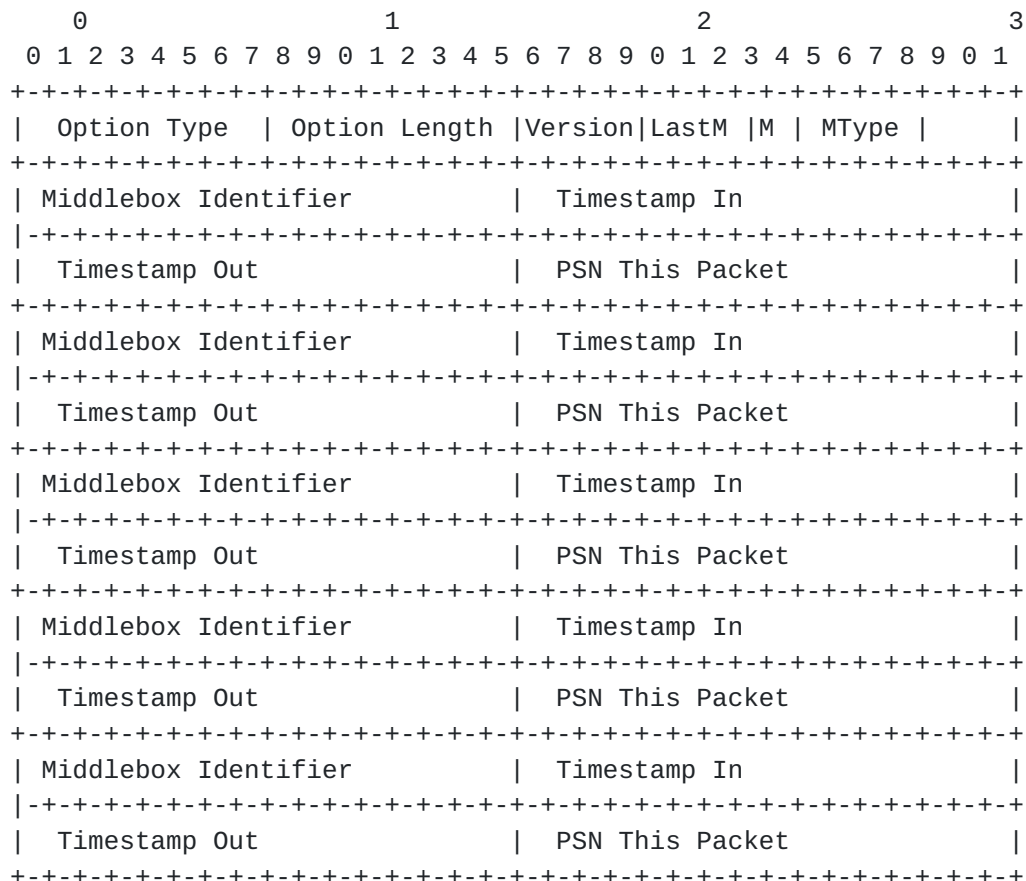 0                   1                   2                   3
 0 1 2 3 4 5 6 7 8 9 0 1 2 3 4 5 6 7 8 9 0 1 2 3 4 5 6 7 8 9 0 1
+-+-+-+-+-+-+-+-+-+-+-+-+-+-+-+-+-+-+-+-+-+-+-+-+-+-+-+-+-+-+-+-+
|  Option Type  | Option Length |Version|LastM |M | MType |     |
+-+-+-+-+-+-+-+-+-+-+-+-+-+-+-+-+-+-+-+-+-+-+-+-+-+-+-+-+-+-+-+-+
| Middlebox Identifier          |  Timestamp In                 |
|-+-+-+-+-+-+-+-+-+-+-+-+-+-+-+-+-+-+-+-+-+-+-+-+-+-+-+-+-+-+-+-+
|  Timestamp Out                |  PSN This Packet              |
+-+-+-+-+-+-+-+-+-+-+-+-+-+-+-+-+-+-+-+-+-+-+-+-+-+-+-+-+-+-+-+-+
| Middlebox Identifier          |  Timestamp In                 |
|-+-+-+-+-+-+-+-+-+-+-+-+-+-+-+-+-+-+-+-+-+-+-+-+-+-+-+-+-+-+-+-+
|  Timestamp Out                |  PSN This Packet              |
+-+-+-+-+-+-+-+-+-+-+-+-+-+-+-+-+-+-+-+-+-+-+-+-+-+-+-+-+-+-+-+-+
| Middlebox Identifier          |  Timestamp In                 |
|-+-+-+-+-+-+-+-+-+-+-+-+-+-+-+-+-+-+-+-+-+-+-+-+-+-+-+-+-+-+-+-+
|  Timestamp Out                |  PSN This Packet              |
+-+-+-+-+-+-+-+-+-+-+-+-+-+-+-+-+-+-+-+-+-+-+-+-+-+-+-+-+-+-+-+-+
| Middlebox Identifier          |  Timestamp In                 |
|-+-+-+-+-+-+-+-+-+-+-+-+-+-+-+-+-+-+-+-+-+-+-+-+-+-+-+-+-+-+-+-+
|  Timestamp Out                |  PSN This Packet              |
+-+-+-+-+-+-+-+-+-+-+-+-+-+-+-+-+-+-+-+-+-+-+-+-+-+-+-+-+-+-+-+-+
| Middlebox Identifier          |  Timestamp In                 |
|-+-+-+-+-+-+-+-+-+-+-+-+-+-+-+-+-+-+-+-+-+-+-+-+-+-+-+-+-+-+-+-+
|  Timestamp Out                |  PSN This Packet              |
+-+-+-+-+-+-+-+-+-+-+-+-+-+-+-+-+-+-+-+-+-+-+-+-+-+-+-+-+-+-+-+-+